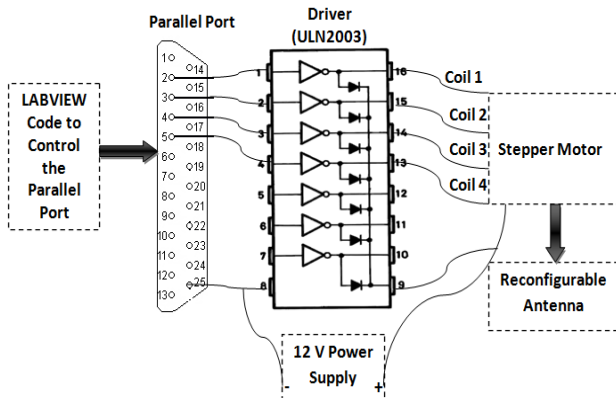 Parallel Port
Driver
(ULN2003)
LABVIEW
Code to
Control
the
Parallel
Port
1
2
3
4
5
6
7
8
9
10
11
12
13
14
15
16
17
18
19
20
21
22
23
24
25
1
2
3
4
5
6
7
8
16
15
14
13
12
11
10
9
Coil 1
Coil 2
Coil 3
Coil 4
Stepper Motor
Reconfigurable
Antenna
12 V Power
Supply
- +